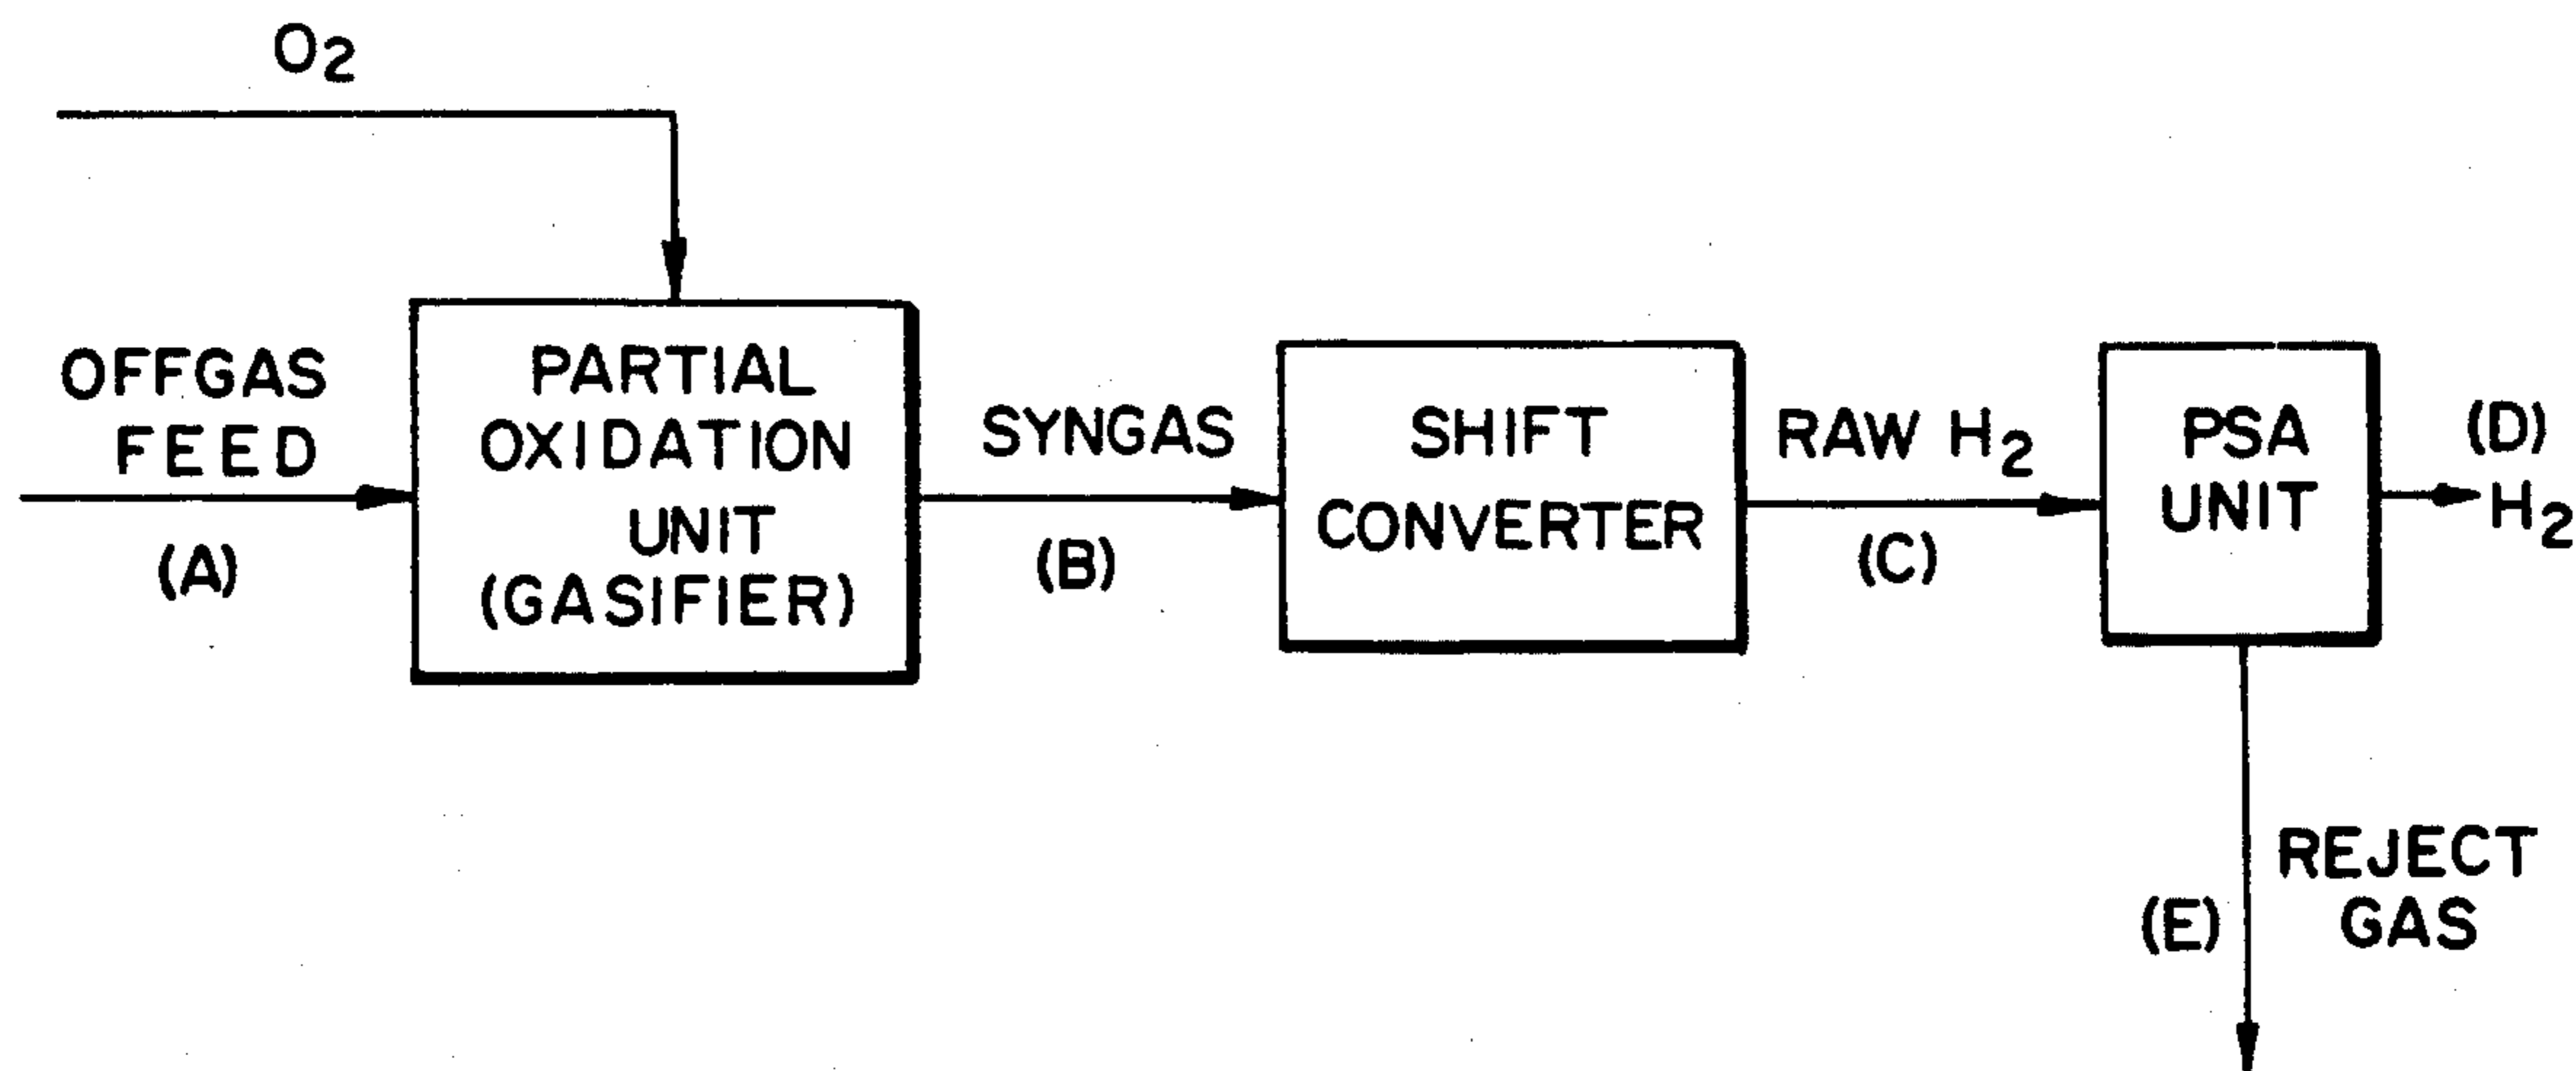 O2
OFFGAS
FEED
(A)
PARTIAL
OXIDATION
UNIT
(GASIFIER)
SYNGAS
(B)
SHIFT
CONVERTER
RAW H2
(C)
PSA
UNIT
(D)
H2
REJECT
GAS
(E)